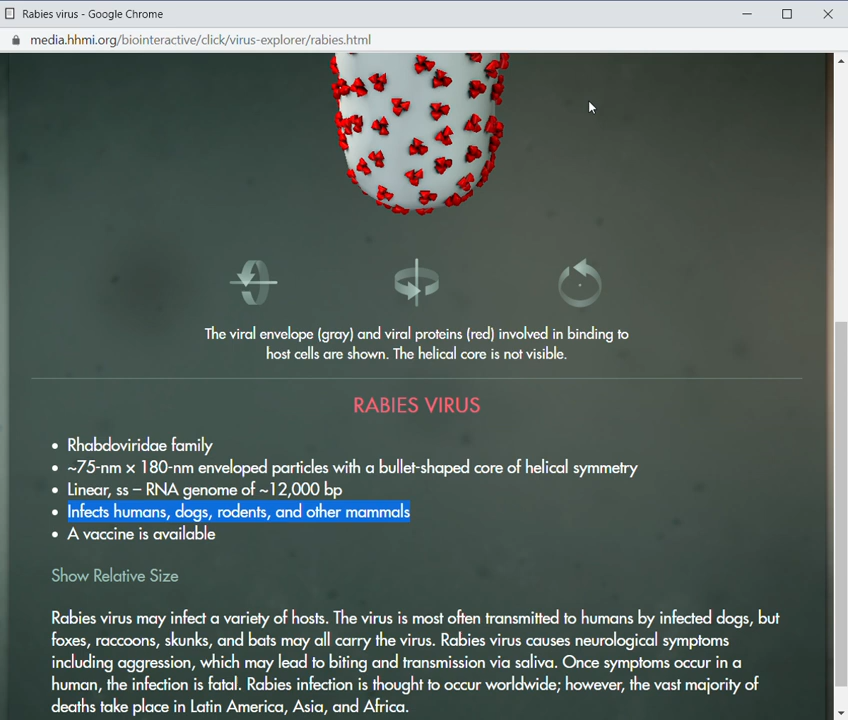 Rabies virus - Google Chrome
media.hhmi.org/biointeractive/click/virus-explorer/rabies.html
The viral envelope (gray) and viral proteins (red) involved in binding to
host cells are shown. The helical core is not visible.
RABIES VIRUS
• Rhabdoviridae family
• ~75-nm × 180-nm enveloped particles with a bullet-shaped core of helical symmetry
• Linear, ss – RNA genome of ~12,000 bp
• Infects humans, dogs, rodents, and other mammals
• A vaccine is available
Show Relative Size
Rabies virus may infect a variety of hosts. The virus is most often transmitted to humans by infected dogs, but
foxes, raccoons, skunks, and bats may all carry the virus. Rabies virus causes neurological symptoms
including aggression, which may lead to biting and transmission via saliva. Once symptoms occur in a
human, the infection is fatal. Rabies infection is thought to occur worldwide; however, the vast majority of
deaths take place in Latin America, Asia, and Africa.